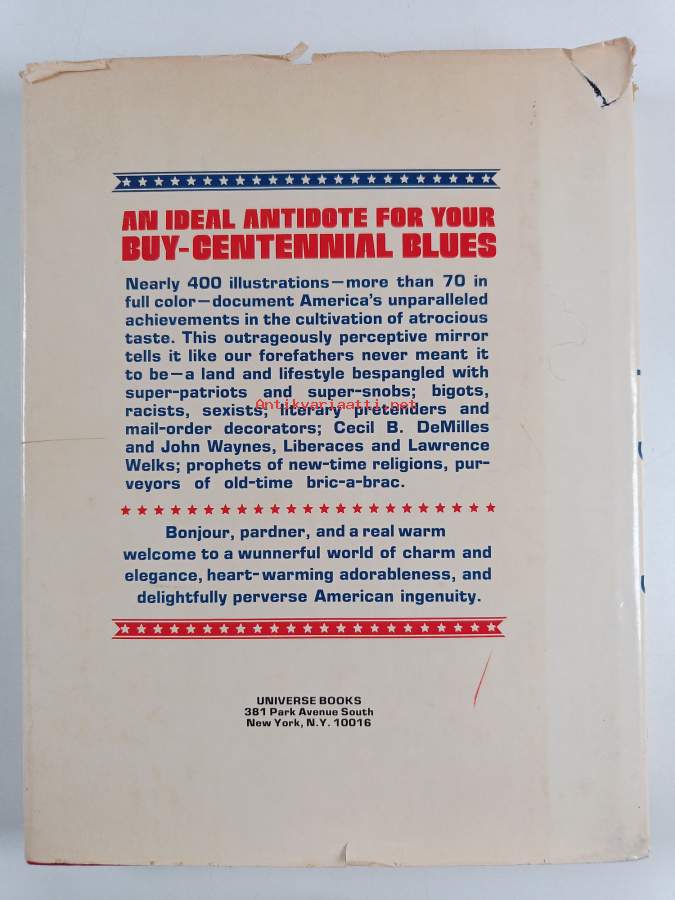 AN IDEAL ANTIDOTE FOR YOUR
BUY-CENTENNIAL BLUES
Nearly 400 illustrations—more than 70 in
full color—document America's unparalleled
achievements in the cultivation of atrocious
taste. This outrageously perceptive mirror
tells it like our forefathers never meant it
to be—a land and lifestyle bespangled with
super-patriots and super-snobs; bigots,
racists, sexists, literary pretenders and
Antikvariaatti.net
mail-order decorators; Cecil B. DeMilles
and John Waynes, Liberaces and Lawrence
Welks; prophets of new-time religions, pur-
veyors of old-time bric-a-brac.
Bonjour, pardner, and a real warm
welcome to a wunnerful world of charm and
elegance, heart-warming adorableness, and
delightfully perverse American ingenuity.
UNIVERSE BOOKS
381 Park Avenue South
New York, N.Y. 10016